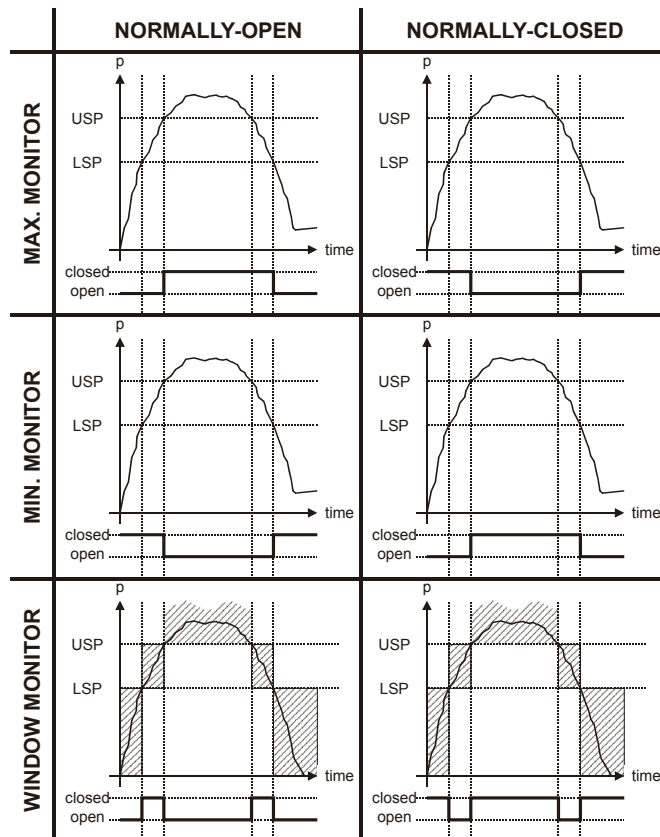 NORMALLY-OPEN NORMALLY-CLOSED
MAX. MONITOR
p p
USP USP
LSP LSP
time time
closed closed
open open
MIN. MONITOR
p p
USP USP
LSP LSP
time time
closed closed
open open
WINDOW MONITOR
p p
USP USP
LSP LSP
time time
closed closed
open open